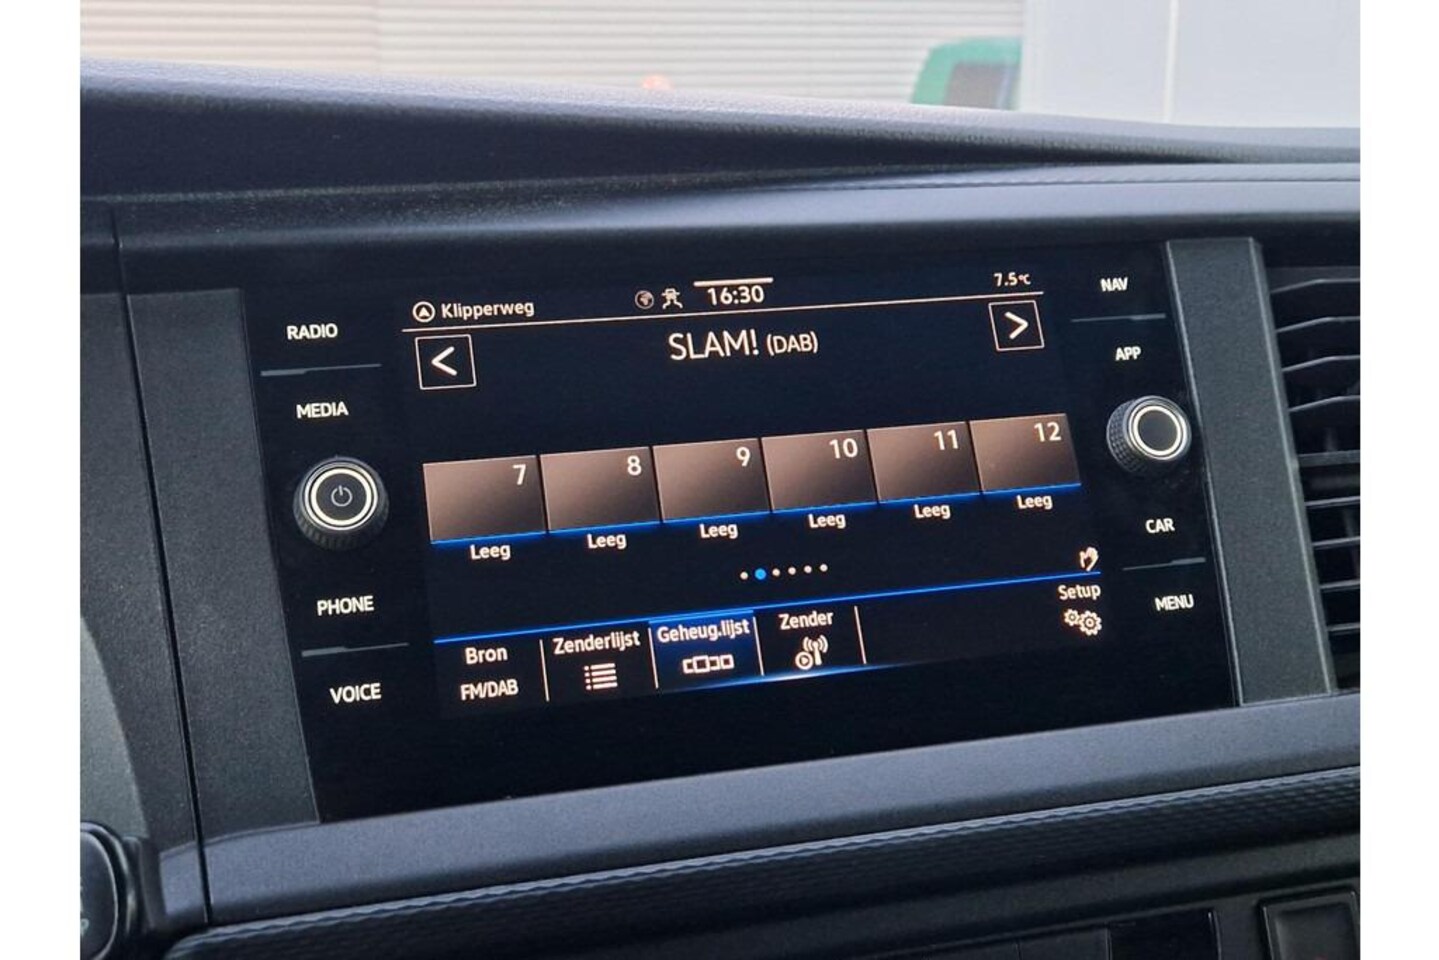 Klipperweg
16:30
7.5°C
SLAM! (DAB)
<
>
7
8
9
10
11
12
Leeg
Leeg
Leeg
Leeg
Leeg
Leeg
Bron
FM/DAB
Zenderlijst
Geheug.lijst
Zender
Setup
RADIO
MEDIA
PHONE
VOICE
NAV
APP
CAR
MENU